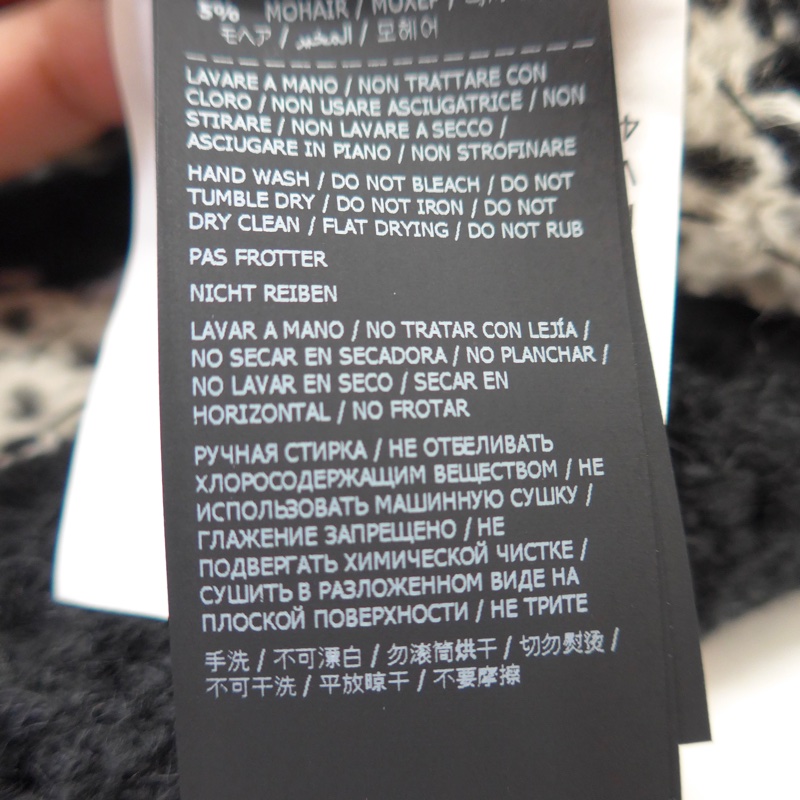 5% MOHAIR / МОХЕР /
モヘア / المخير / 모헤어
LAVARE A MANO / NON TRATTARE CON
CLORO / NON USARE ASCIUGATRICE / NON
STIRARE / NON LAVARE A SECCO /
ASCIUGARE IN PIANO / NON STROFINARE
HAND WASH / DO NOT BLEACH / DO NOT
TUMBLE DRY / DO NOT IRON / DO NOT
DRY CLEAN / FLAT DRYING / DO NOT RUB
PAS FROTTER
NICHT REIBEN
LAVAR A MANO / NO TRATAR CON LEJÍA /
NO SECAR EN SECADORA / NO PLANCHAR /
NO LAVAR EN SECO / SECAR EN
HORIZONTAL / NO FROTAR
РУЧНАЯ СТИРКА / НЕ ОТБЕЛИВАТЬ
ХЛОРОСОДЕРЖАЩИМ ВЕЩЕСТВОМ / НЕ
ИСПОЛЬЗОВАТЬ МАШИННУЮ СУШКУ /
ГЛАЖЕНИЕ ЗАПРЕЩЕНО / НЕ
ПОДВЕРГАТЬ ХИМИЧЕСКОЙ ЧИСТКЕ /
СУШИТЬ В РАЗЛОЖЕННОМ ВИДЕ НА
ПЛОСКОЙ ПОВЕРХНОСТИ / НЕ ТРИТЕ
手洗 / 不可漂白 / 勿滚筒烘干 / 切勿熨烫 /
不可干洗 / 平放晾干 / 不要摩擦